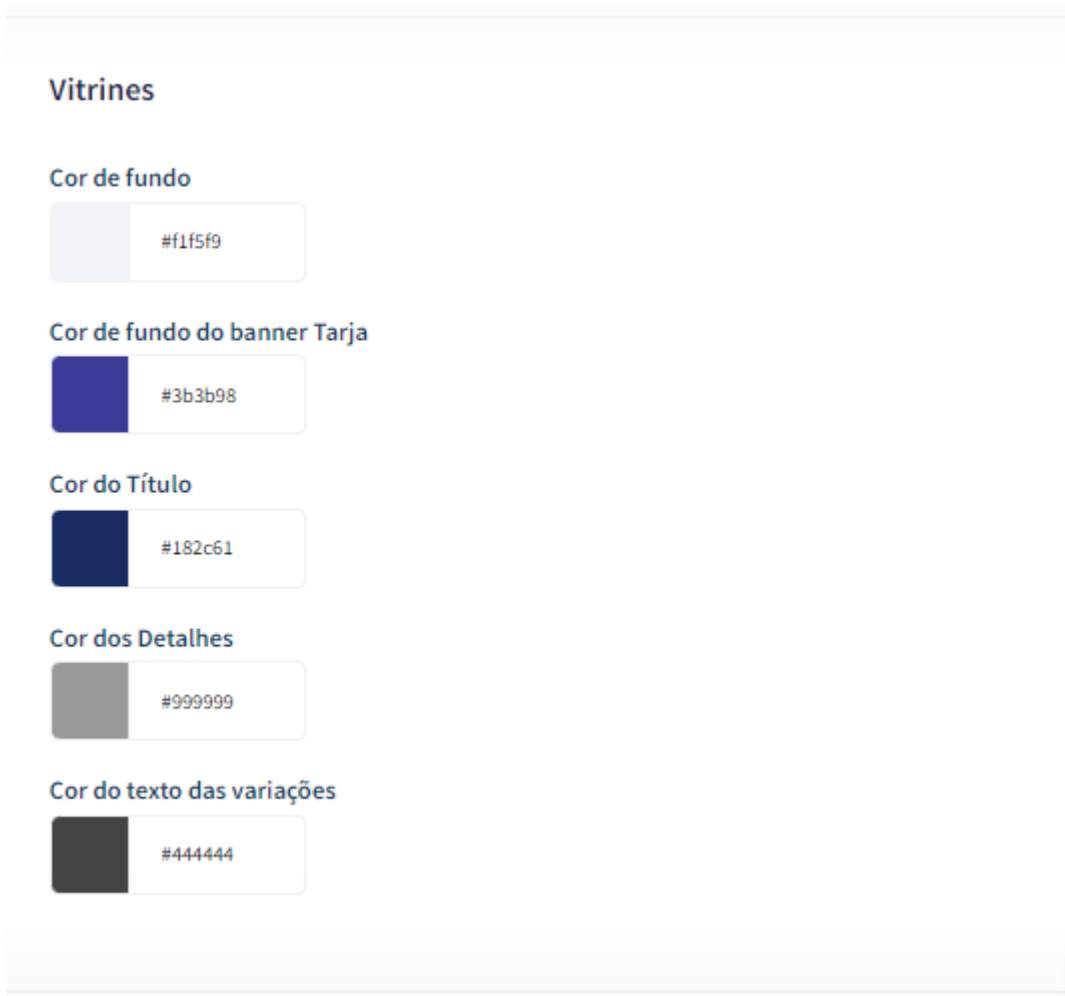 Vitrines
Cor de fundo
#f1f5f9
Cor de fundo do banner Tarja
#3b3b98
Cor do Título
#182c61
Cor dos Detalhes
#999999
Cor do texto das variações
#444444